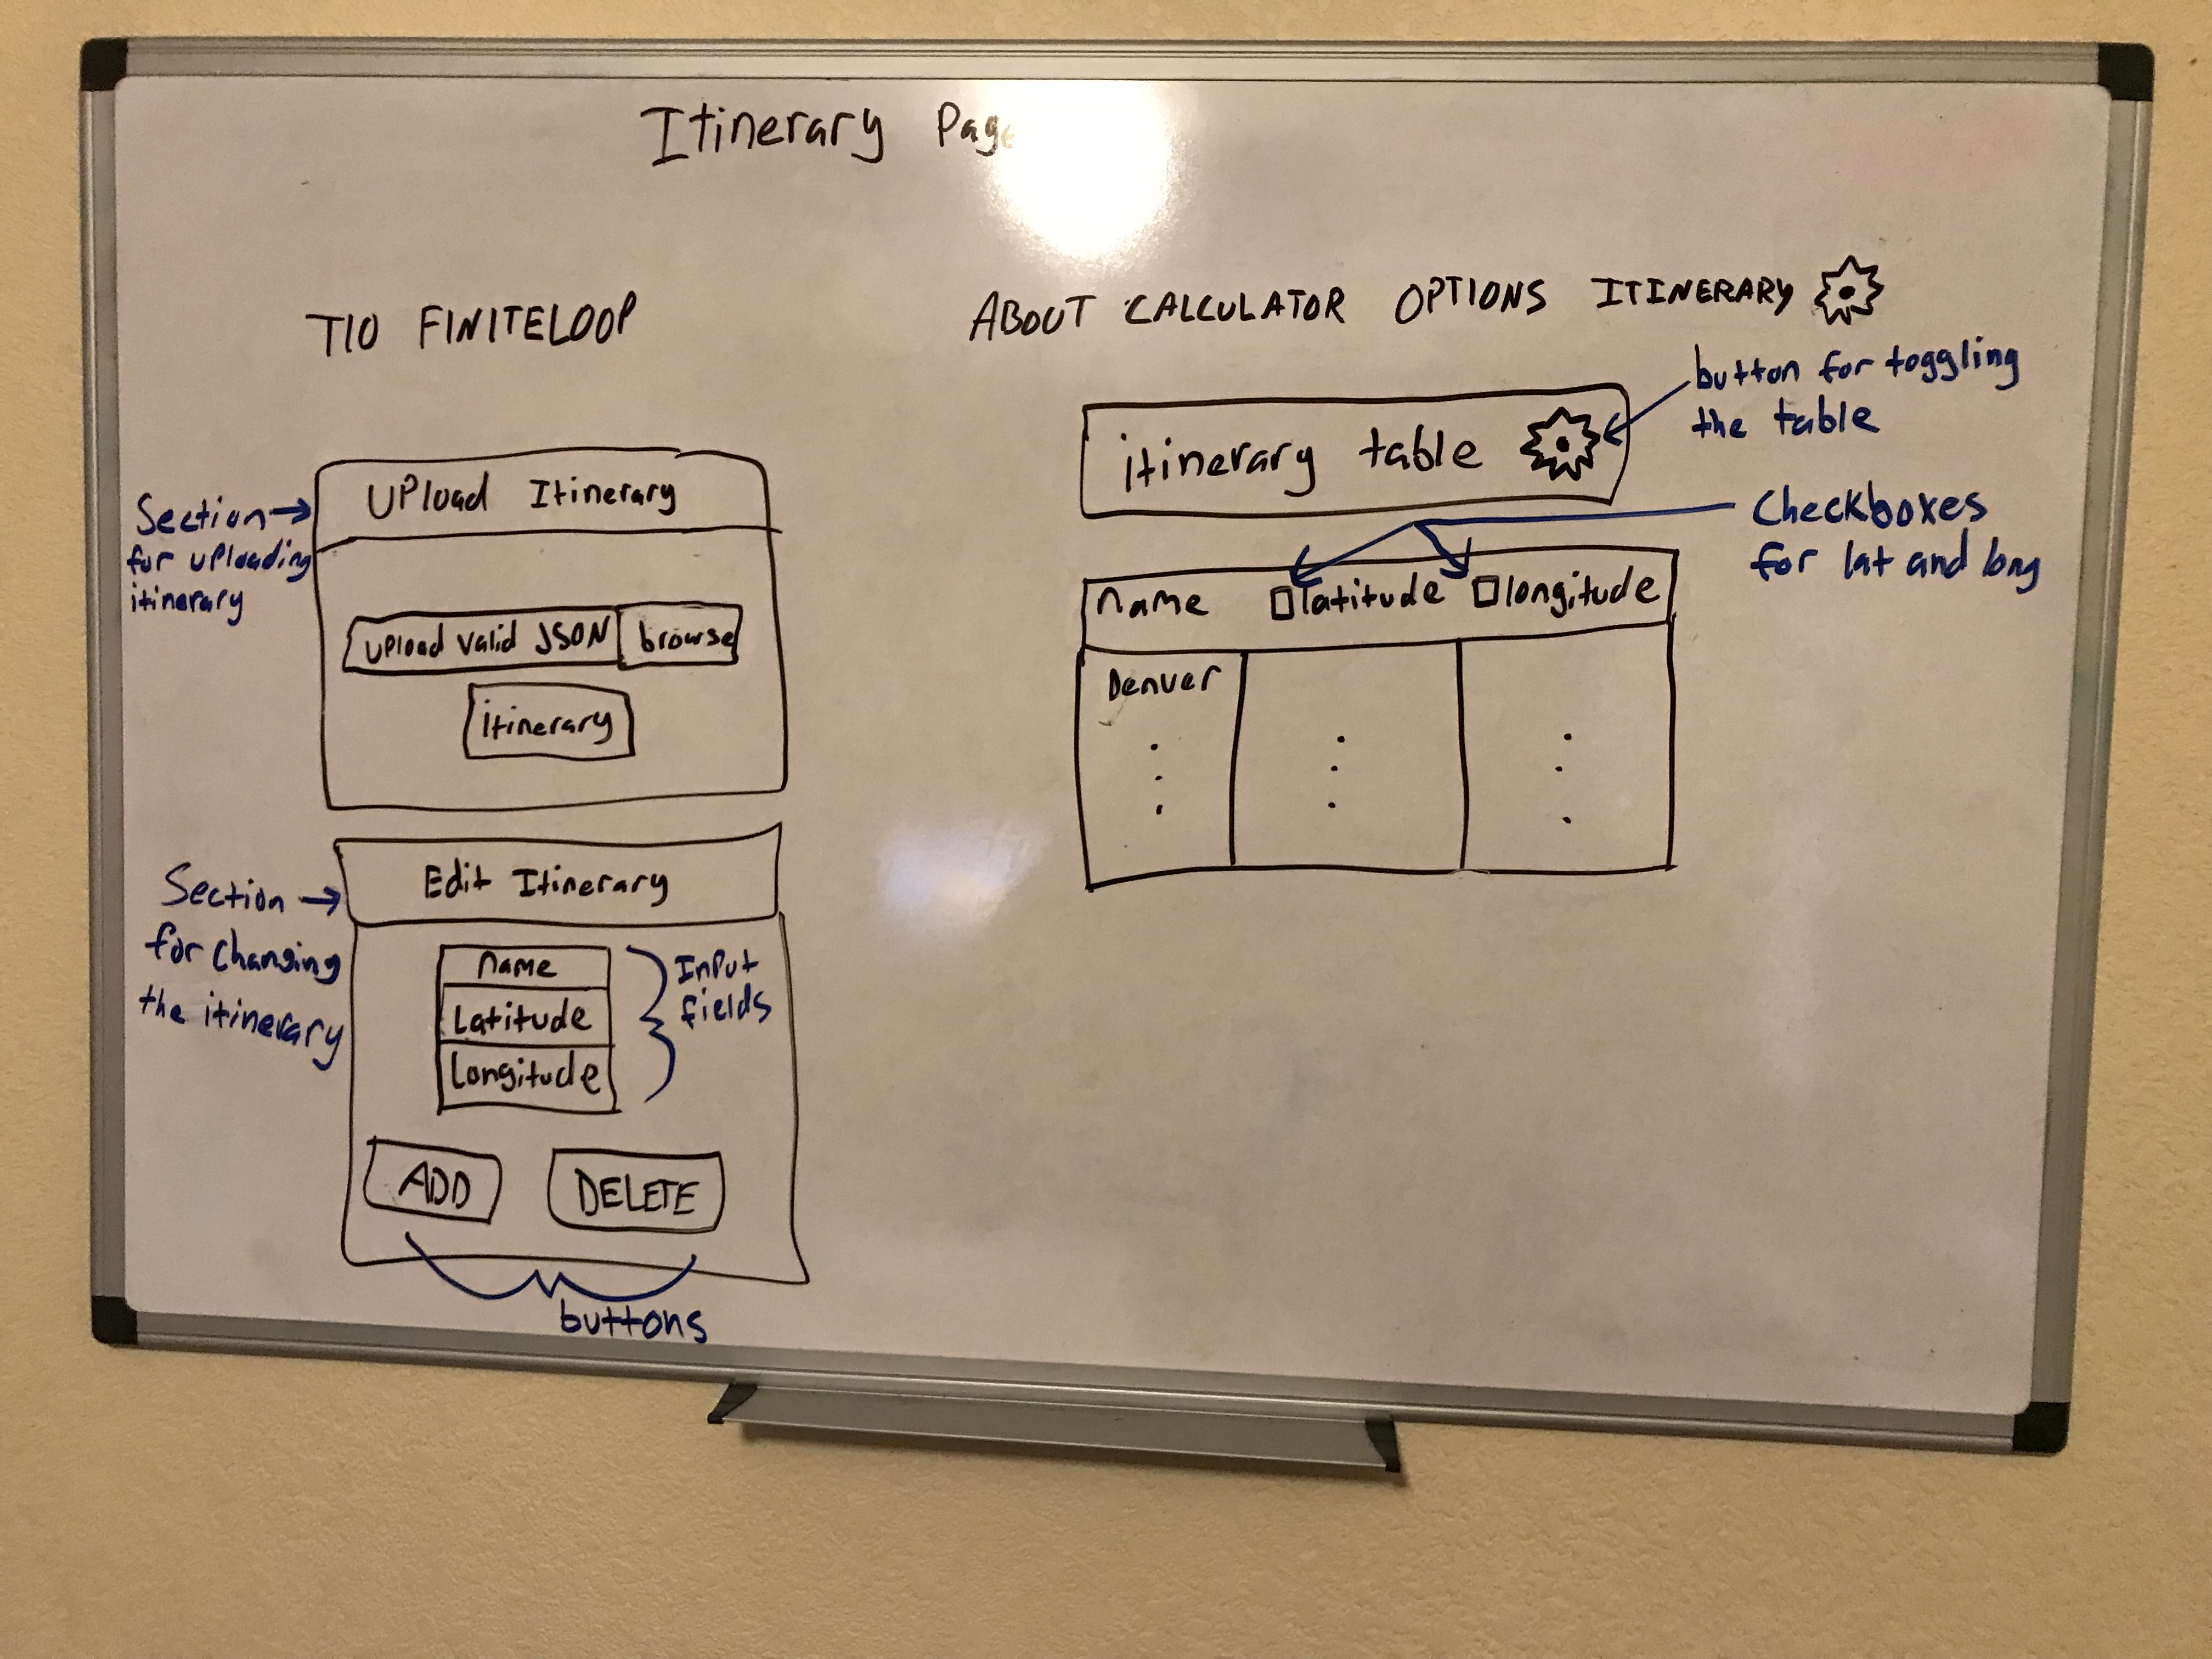 Itinerary Page
TIO FINITELOOP
ABOUT CALCULATOR OPTIONS ITINERARY
Section
for uploading
itinerary
Upload Itinerary
upload valid JSON browse
itinerary
Section
for changing
the itinerary
Edit Itinerary
name
Latitude
Longitude
Input
fields
ADD DELETE
buttons
itinerary table
button for toggling
the table
Checkboxes
for lat and long
name latitude longitude
Denver